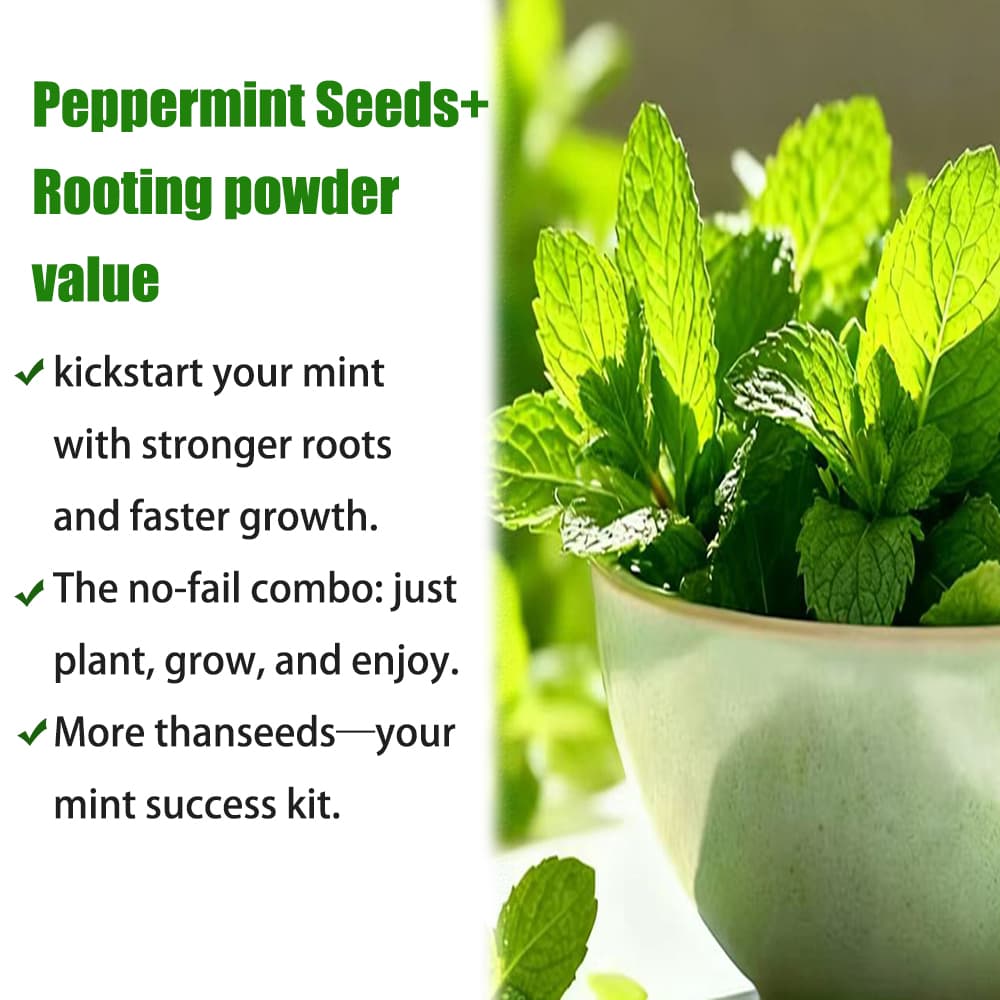 Peppermint Seeds+
Rooting powder
value
kickstart your mint
with stronger roots
and faster growth.
The no-fail combo: just
plant, grow, and enjoy.
More thanseeds—your
mint success kit.